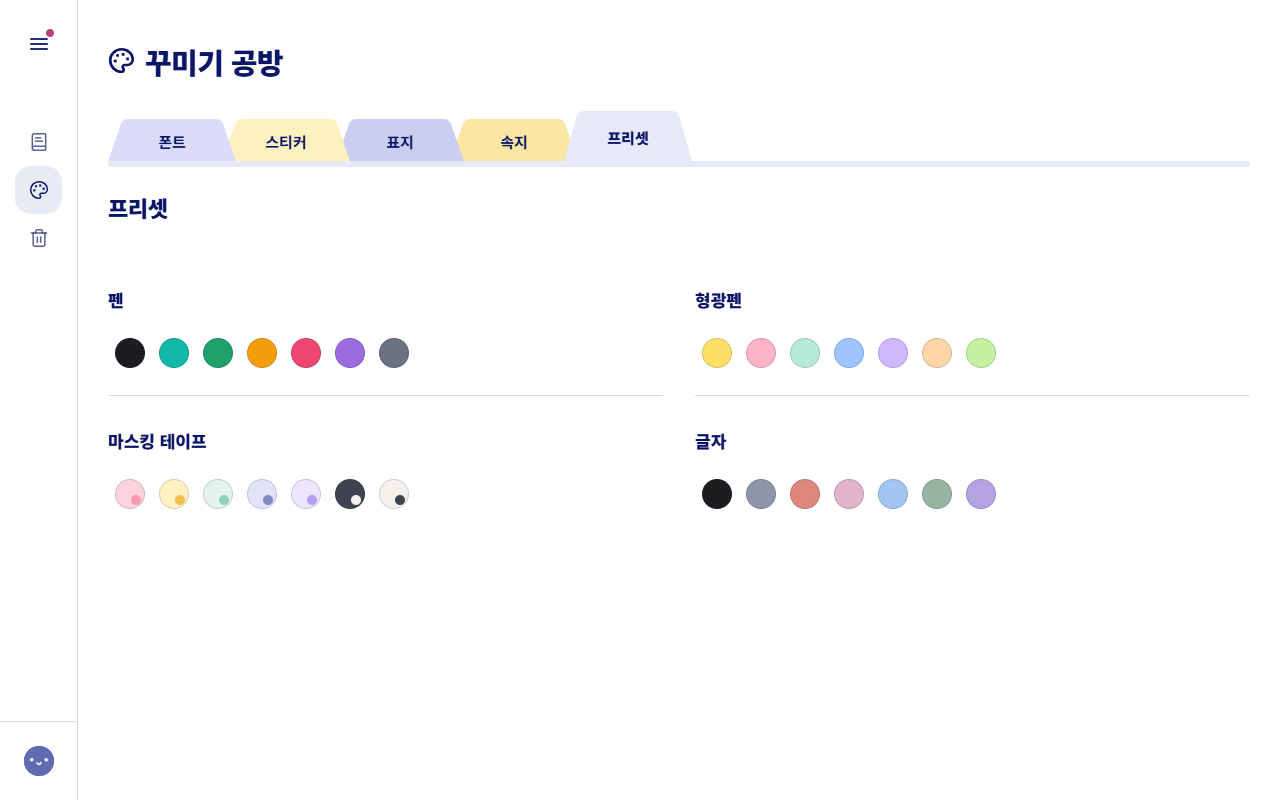 꾸미기 공방
폰트
스티커
표지
속지
프리셋
프리셋
펜
형광펜
마스킹 테이프
글자